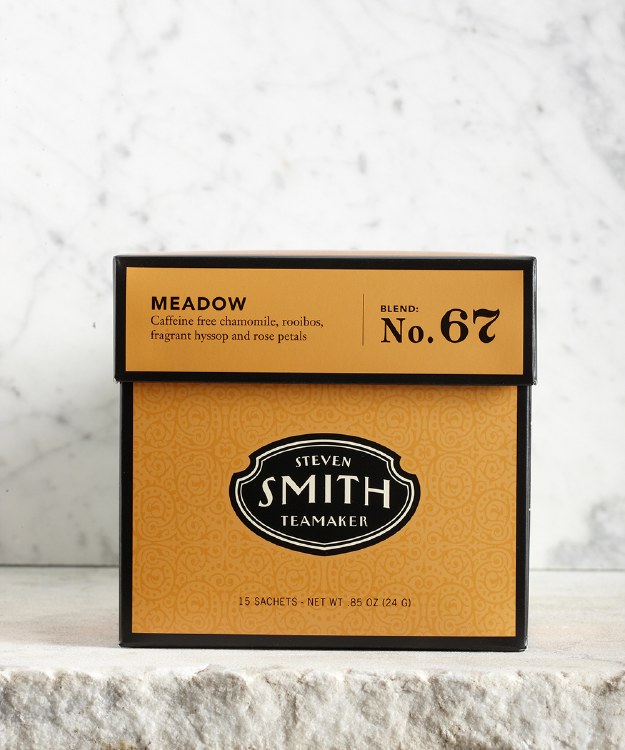 MEADOW
Caffeine free chamomile, rooibos,
fragrant hyssop and rose petals
BLEND:
No. 67
STEVEN
SMITH
TEAMAKER
15 SACHETS - NET WT .85 OZ (24 G)